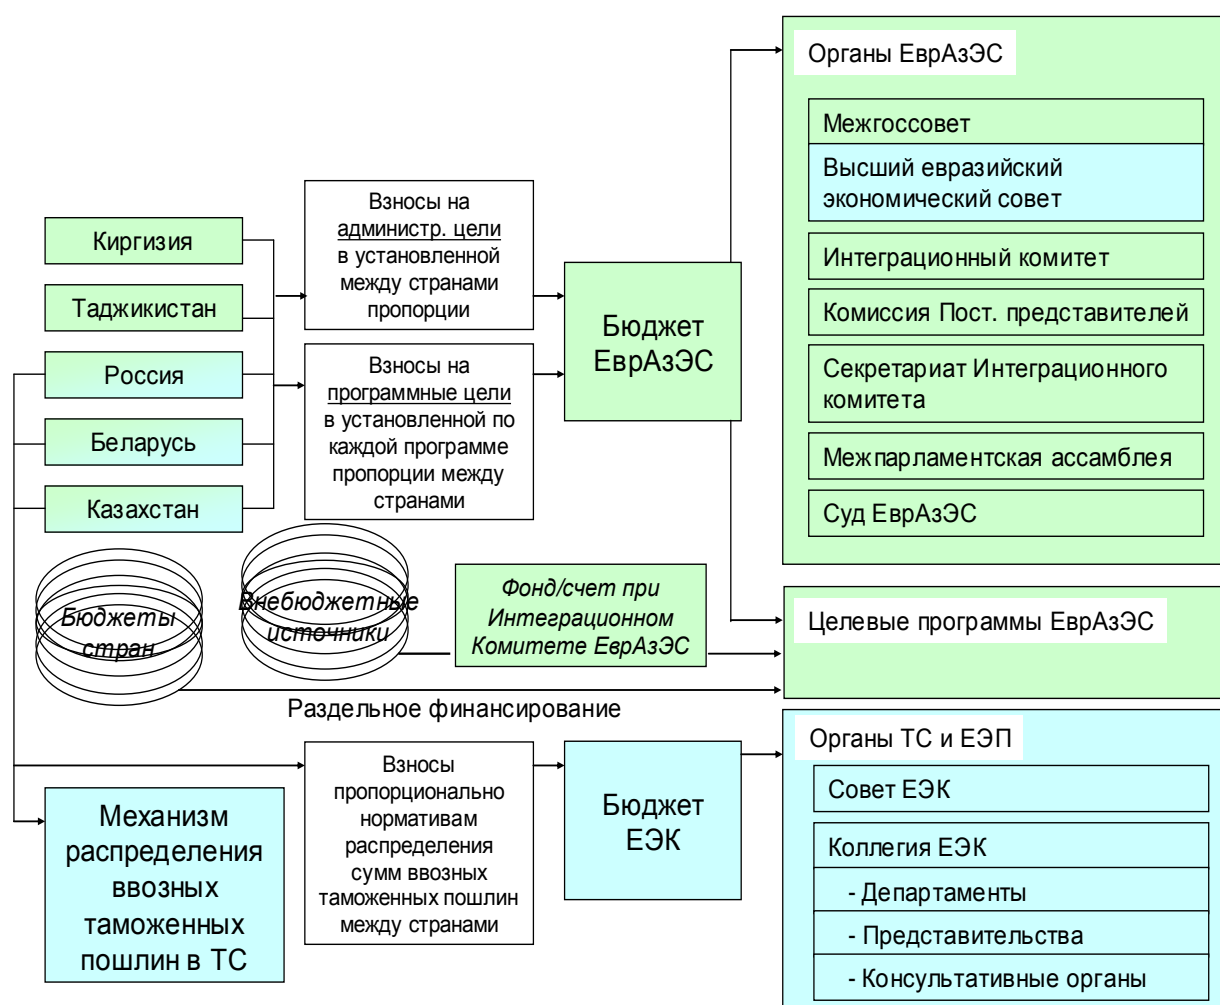 Органы ЕврАзЭС
Межгоссовет
Высший евразийский
экономический совет
Интеграционный комитет
Комиссия Пост. представителей
Секретариат Интеграционного
комитета
Межпарламентская ассамблея
Суд ЕврАзЭС
Киргизия
Таджикистан
Россия
Беларусь
Казахстан
Взносы на
администр. цели
в установленной
между странами
пропорции
Взносы на
программные цели
в установленной по
каждой программе
пропорции между
странами
Бюджет
ЕврАзЭС
Бюджеты
стран
Внебюджетные
источники
Фонд/счет при
Интеграционном
Комитете ЕврАзЭС
Целевые программы ЕврАзЭС
Раздельное финансирование
Механизм
распределения
ввозных
таможенных
пошлин в ТС
Взносы
пропорционально
нормативам
распределения
сумм ввозных
таможенных пошлин
между странами
Бюджет
ЕЭК
Органы ТС и ЕЭП
Совет ЕЭК
Коллегия ЕЭК
- Департаменты
- Представительства
- Консультативные органы